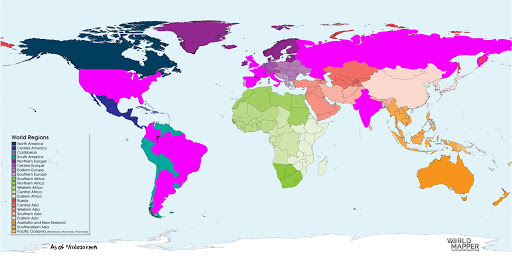 World Regions
North America
Central America
Caribbean
South America
Northern Europe
Central Europe
Eastern Europe
Southern Europe
Southern Africa
Northern Africa
Western Africa
Central Africa
Eastern Africa
Russia
Central Asia
Western Asia
Southern Asia
Eastern Asia
Australia and New Zealand
Southeastern Asia
Pacific Oceania (Melanesia, Micronesia, Polynesia)
As of
WORLD
MAPPER